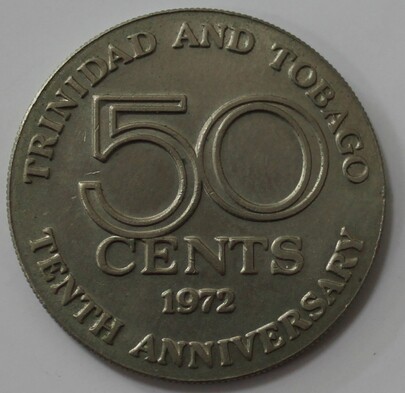 TRINIDAD AND TOBAGO
50
CENTS
1972
TENTH ANNIVERSARY